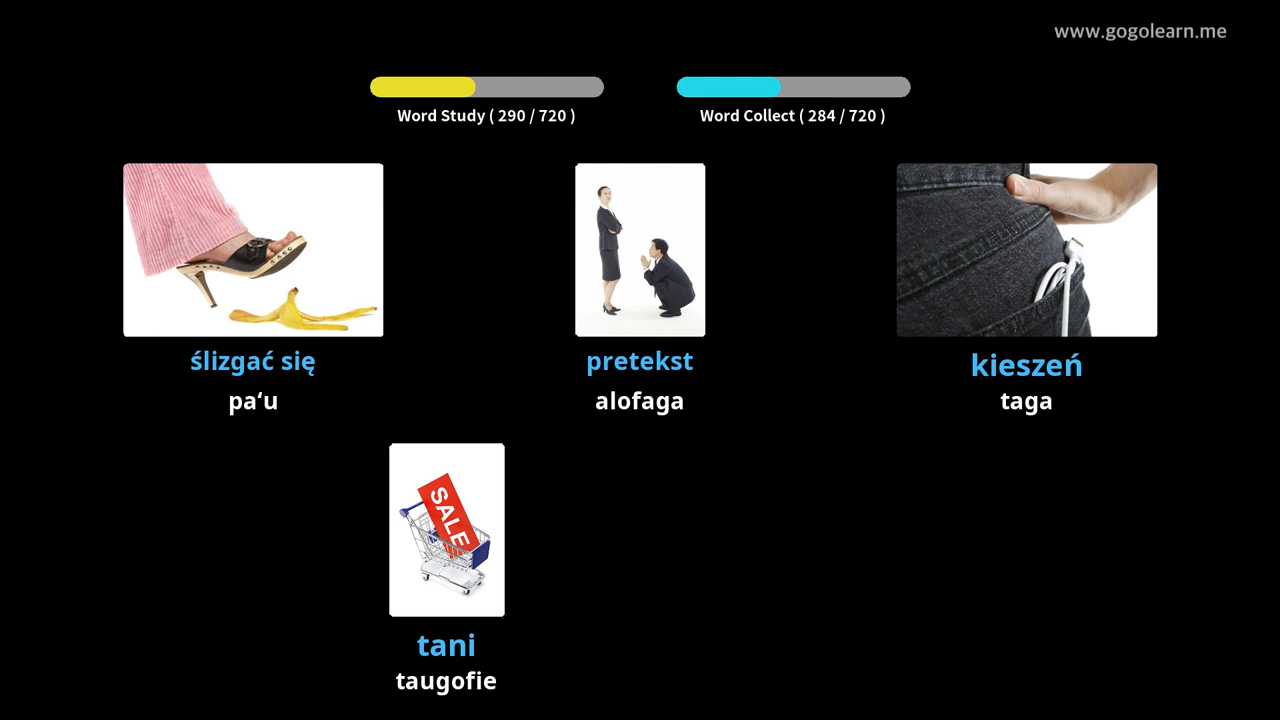 www.gogolearn.me
Word Study ( 290 / 720 )
Word Collect ( 284 / 720 )
ślizgać się
pretekst
kieszeń
paʻu
alofaga
taga
SALE
tani
taugofie